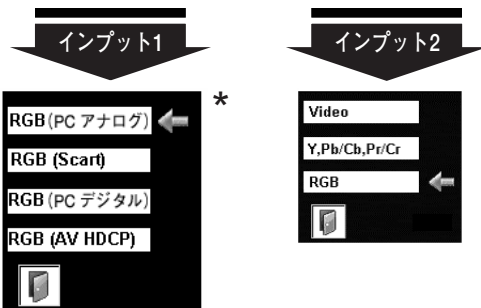 インプット1
RGB(PC アナログ)
*
RGB (Scart)
RGB(PC デジタル)
RGB (AV HDCP)
インプット2
Video
Y,Pb/Cb,Pr/Cr
RGB